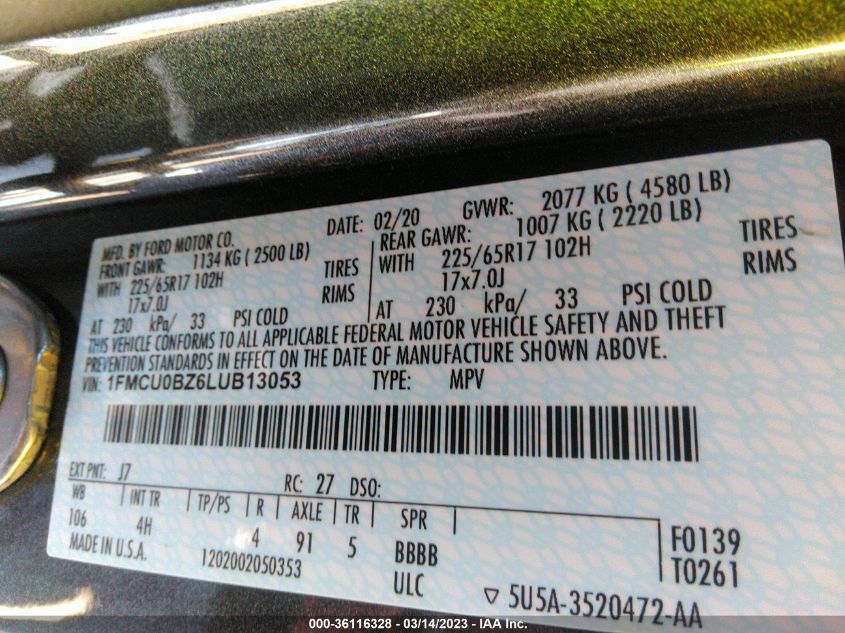 MFD. BY FORD MOTOR CO. DATE: 02/20 GVWR: 2077 KG ( 4580 LB)
FRONT GAWR: 1134 KG ( 2500 LB) REAR GAWR: 1007 KG ( 2220 LB)
WITH 225/65R17 102H TIRES WITH 225/65R17 102H TIRES
17x7.0J RIMS 17x7.0J RIMS
AT 230 kPa/ 33 PSI COLD AT 230 kPa/ 33 PSI COLD
THIS VEHICLE CONFORMS TO ALL APPLICABLE FEDERAL MOTOR VEHICLE SAFETY AND THEFT
PREVENTION STANDARDS IN EFFECT ON THE DATE OF MANUFACTURE SHOWN ABOVE.
VIN: 1FMCU0BZ6LUB13053 TYPE: MPV
EXT PNT: J7 RC: 27 DSO:
WB INT TR TP/PS R AXLE TR SPR
106 4H 4 91 5 BBBB F0139
MADE IN U.S.A. 1202002050353 ULC T0261
5U5A-3520472-AA
000-36116328 - 03/14/2023 - IAA Inc.